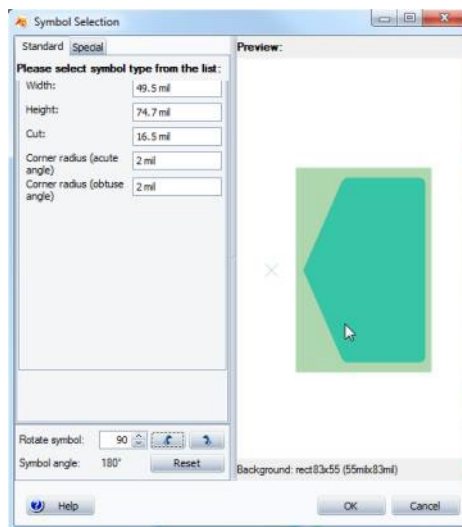 Symbol Selection
Standard Special
Please select symbol type from the list:
Width: 49.5 mil
Height: 74.7 mil
Cut: 16.5 mil
Corner radius (acute angle) 2 mil
Corner radius (obtuse angle) 2 mil
Rotate symbol: 90
Symbol angle: 180° Reset
Help
Preview:
Background: rect83x55 (55milx83mil)
OK Cancel